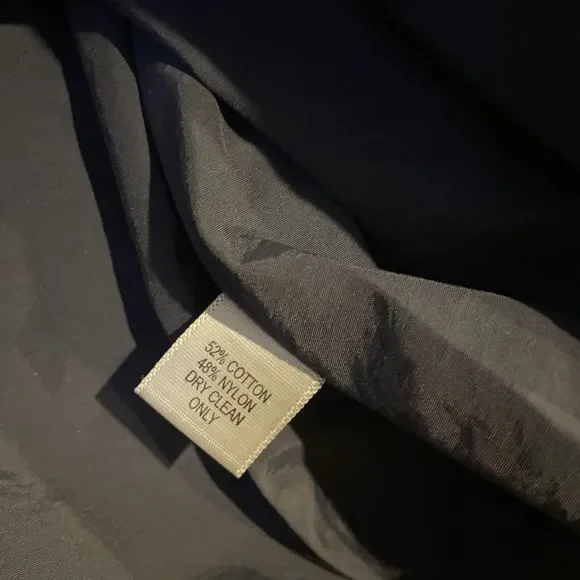 52% COTTON
48% NYLON
DRY CLEAN
ONLY